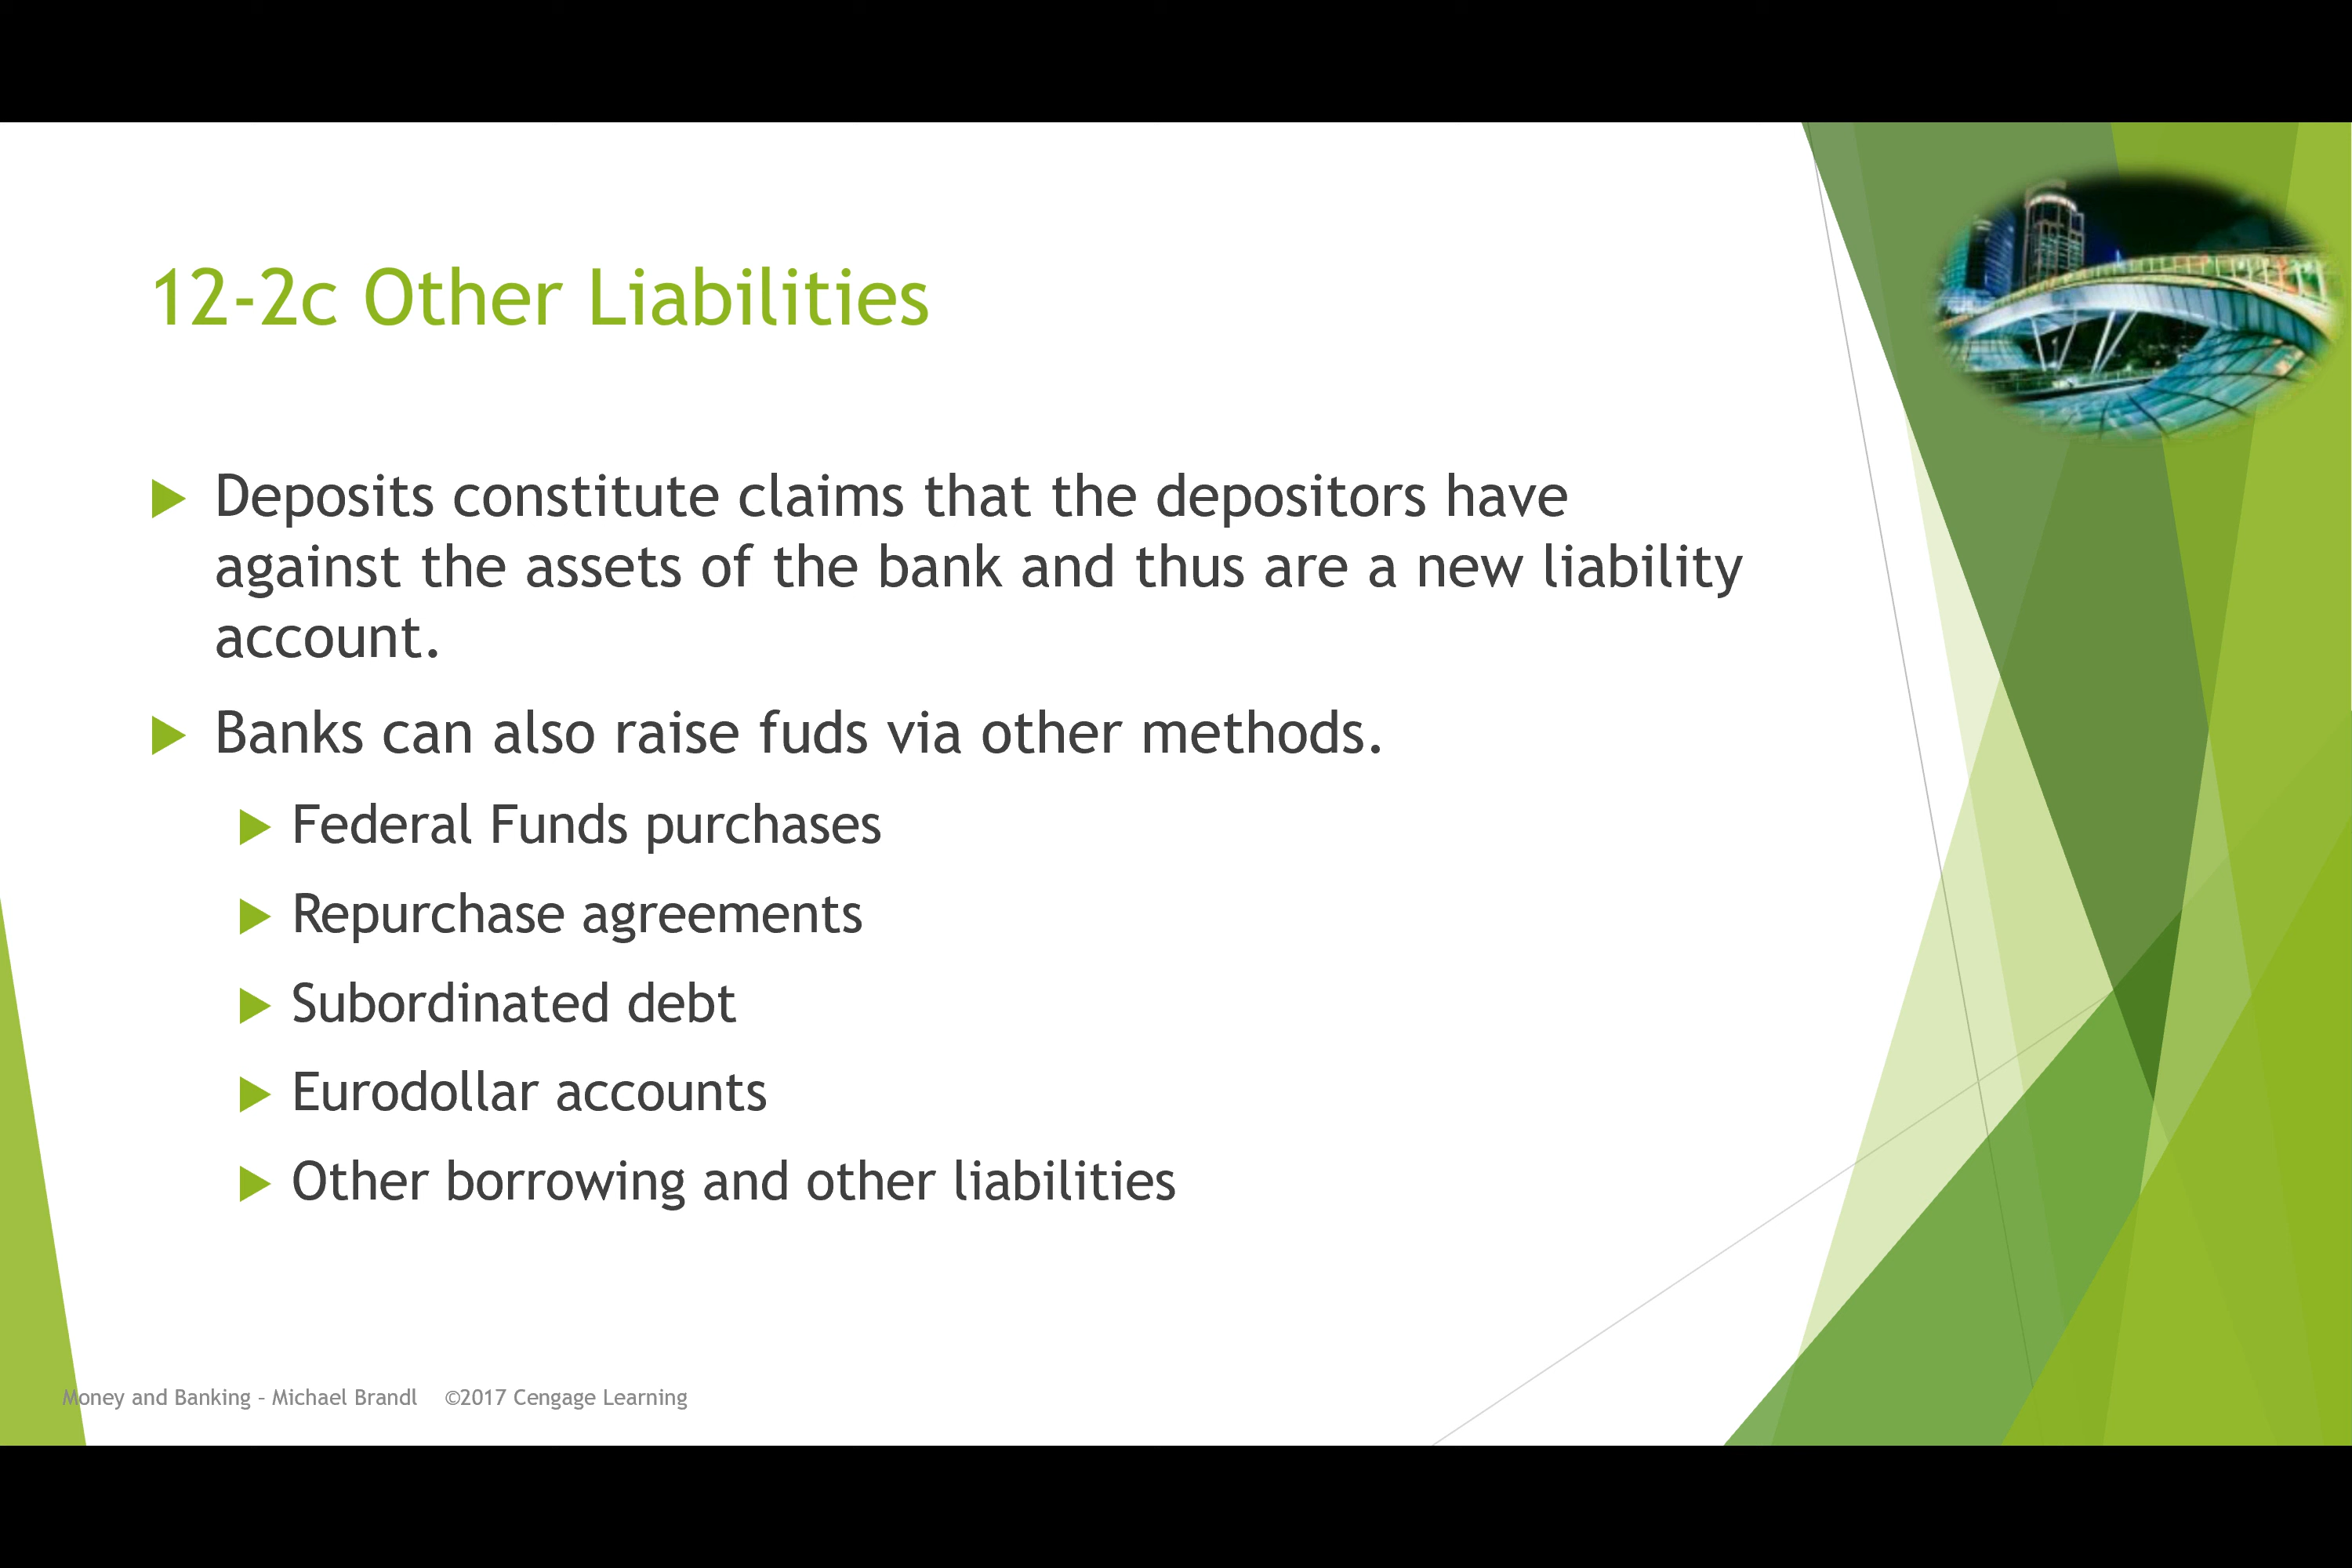 12-2c Other Liabilities
Deposits constitute claims that the depositors have
against the assets of the bank and thus are a new liability
account.
Banks can also raise fuds via other methods.
Federal Funds purchases
Repurchase agreements
Subordinated debt
Eurodollar accounts
Other borrowing and other liabilities
Money and Banking – Michael Brandl ©2017 Cengage Learning